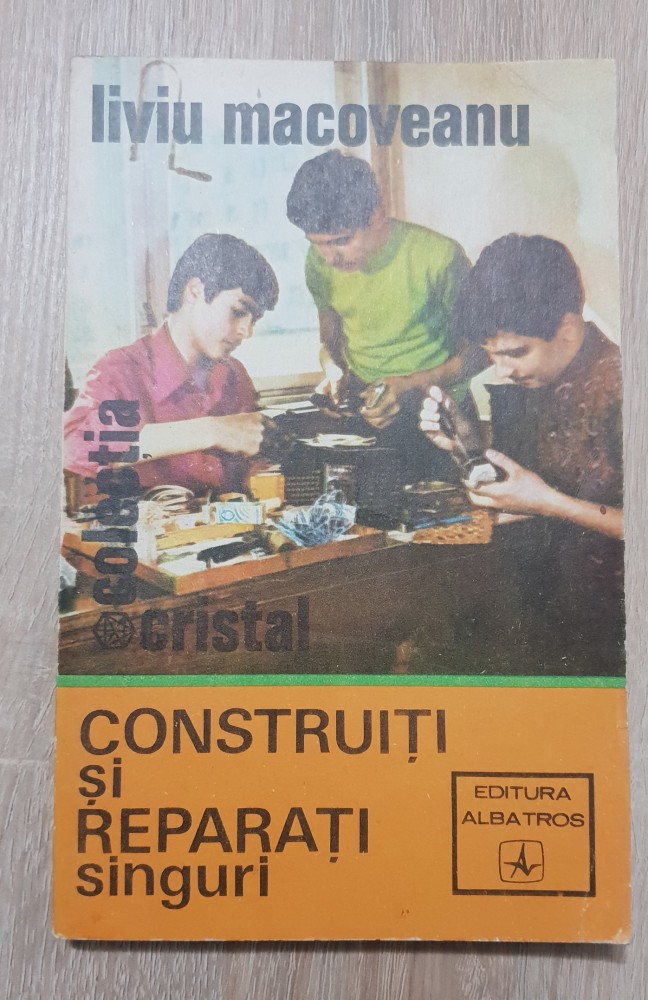 liviu macoveanu
colecția
cristal
CONSTRUIȚI
și
REPARAȚI
singuri
EDITURA
ALBATROS